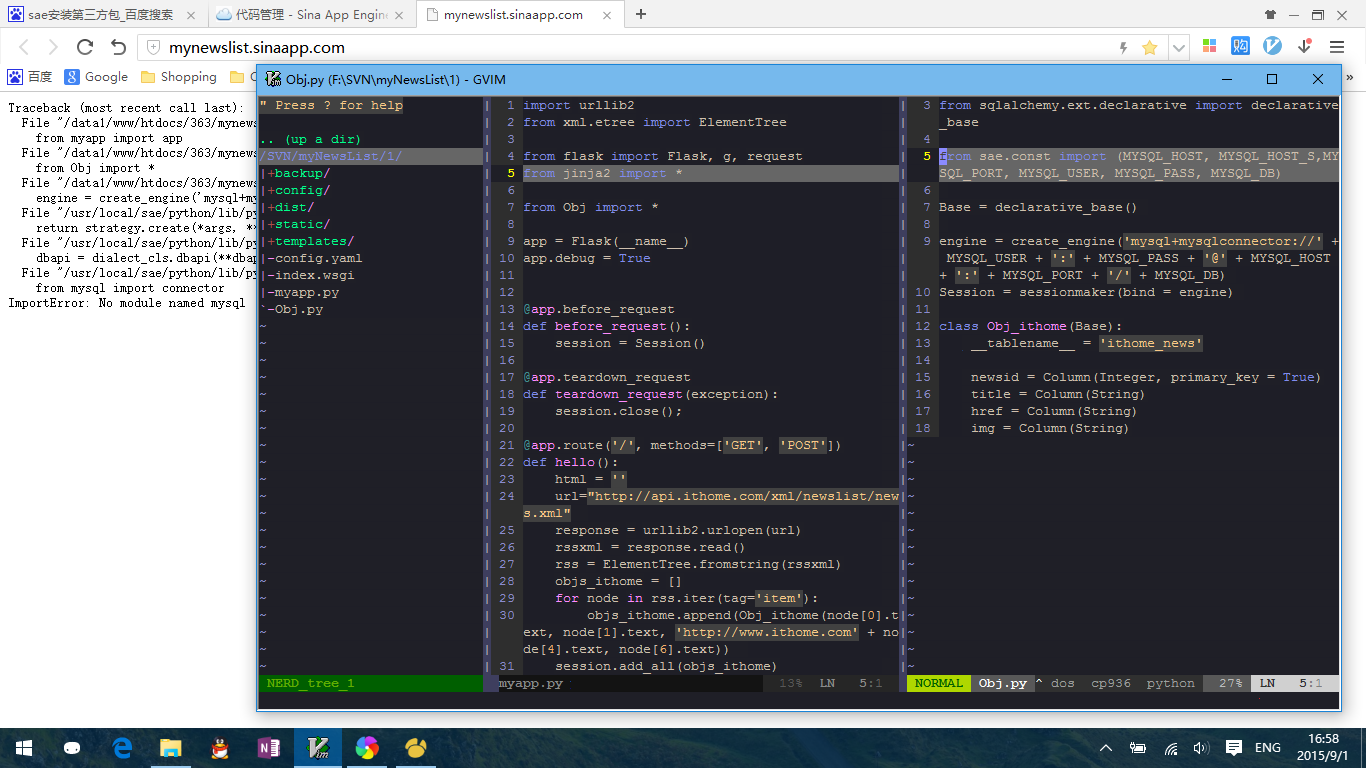 sae安装第三方包_百度搜索
代码管理 - Sina App Engin
mynewslist.sinaapp.com
mynewslist.sinaapp.com
购
百度
Google
Shopping
Traceback (most recent call last):
File "/data1/www/htdocs/363/mynews
from myapp import app
File "/data1/www/htdocs/363/mynews
from Obj import *
File "/data1/www/htdocs/363/mynews
engine = create_engine('mysql+my
File "/usr/local/sae/python/lib/py
return strategy.create(*args, **
File "/usr/local/sae/python/lib/py
dbapi = dialect_cls.dbapi(**dbap
File "/usr/local/sae/python/lib/py
from mysql import connector
ImportError: No module named mysql
Obj.py (F:\SVN\myNewsList\1) - GVIM
" Press ? for help
.. (up a dir)
/SVN/myNewsList/1/
|+backup/
|+config/
|+dist/
|+static/
|+templates/
|-config.yaml
|-index.wsgi
|-myapp.py
`-Obj.py
NERD_tree_1
1 import urllib2
2 from xml.etree import ElementTree
3
4 from flask import Flask, g, request
5 from jinja2 import *
6
7 from Obj import *
8
9 app = Flask(__name__)
10 app.debug = True
11
12
13 @app.before_request
14 def before_request():
15     session = Session()
16
17 @app.teardown_request
18 def teardown_request(exception):
19     session.close();
20
21 @app.route('/', methods=['GET', 'POST'])
22 def hello():
23     html = ''
24     url="http://api.ithome.com/xml/newslist/new
s.xml"
25     response = urllib2.urlopen(url)
26     rssxml = response.read()
27     rss = ElementTree.fromstring(rssxml)
28     objs_ithome = []
29     for node in rss.iter(tag='item'):
30         objs_ithome.append(Obj_ithome(node[0].t
ext, node[1].text, 'http://www.ithome.com' + no
de[4].text, node[6].text))
31     session.add_all(objs_ithome)
myapp.py 13% LN 5:1
3 from sqlalchemy.ext.declarative import declarative
_base
4
5 from sae.const import (MYSQL_HOST, MYSQL_HOST_S,MY
SQL_PORT, MYSQL_USER, MYSQL_PASS, MYSQL_DB)
6
7 Base = declarative_base()
8
9 engine = create_engine('mysql+mysqlconnector://' +
MYSQL_USER + ':' + MYSQL_PASS + '@' + MYSQL_HOST
+ ':' + MYSQL_PORT + '/' + MYSQL_DB)
10 Session = sessionmaker(bind = engine)
11
12 class Obj_ithome(Base):
13     __tablename__ = 'ithome_news'
14
15     newsid = Column(Integer, primary_key = True)
16     title = Column(String)
17     href = Column(String)
18     img = Column(String)
NORMAL Obj.py ^ dos cp936 python 27% LN 5:1
ENG
16:58
2015/9/1